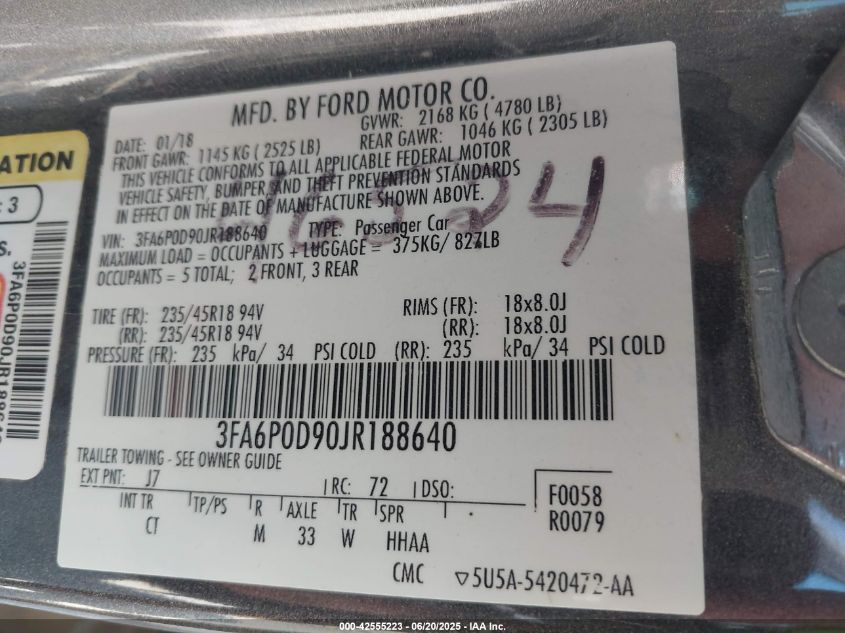 MFD. BY FORD MOTOR CO.
DATE: 01/18
GVWR: 2168 KG ( 4780 LB)
FRONT GAWR: 1145 KG ( 2525 LB)
REAR GAWR: 1046 KG ( 2305 LB)
THIS VEHICLE CONFORMS TO ALL APPLICABLE FEDERAL MOTOR
VEHICLE SAFETY, BUMPER, AND THEFT PREVENTION STANDARDS
IN EFFECT ON THE DATE OF MANUFACTURE SHOWN ABOVE.
VIN: 3FA6P0D90JR188640
TYPE: Passenger Car
MAXIMUM LOAD = OCCUPANTS + LUGGAGE = 375KG/ 827LB
OCCUPANTS = 5 TOTAL; 2 FRONT, 3 REAR
TIRE (FR): 235/45R18 94V RIMS (FR): 18x8.0J
(RR): 235/45R18 94V (RR): 18x8.0J
PRESSURE (FR): 235 kPa/ 34 PSI COLD (RR): 235 kPa/ 34 PSI COLD
3FA6P0D90JR188640
TRAILER TOWING - SEE OWNER GUIDE
EXT PNT: J7 RC: 72 DSO:
F0058
R0079
INT TR TP/PS R AXLE TR SPR
CT M 33 W HHAA
CMC ▽5U5A-5420472-AA
ATION
: 3
S.
3FA6P0D90JR188640
000-42555223 - 06/20/2025 - IAA Inc.